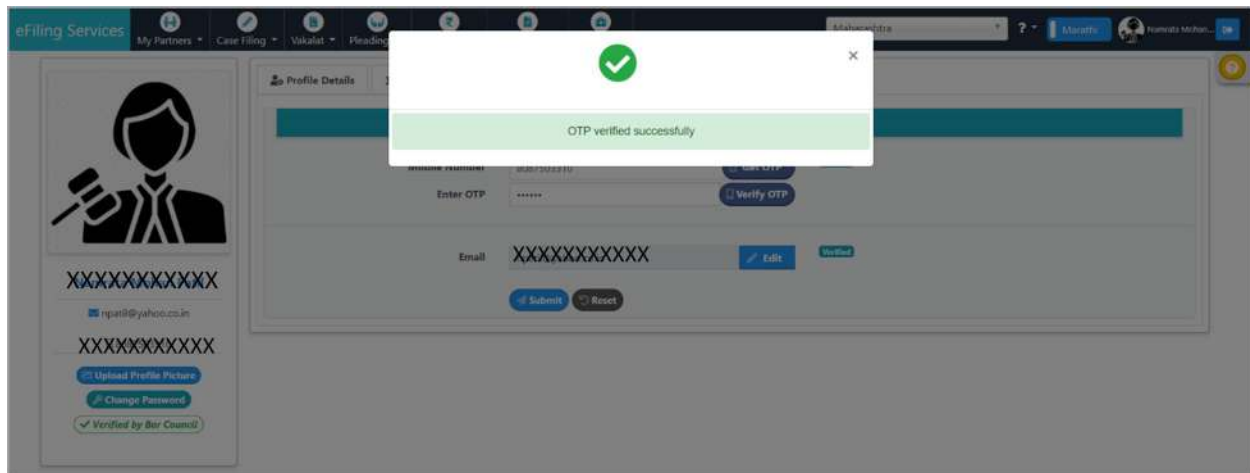 eFiling Services
My Partners
Case Filing
Vakalat
Pleading
Maharashtra
?
Marathi
OTP verified successfully
×
Profile Details
Mobile Number
Get OTP
Enter OTP
••••••
Verify OTP
Email
XXXXXXXXXXX
Edit
Verified
Submit
Reset
XXXXXXXXXXXX
npatil@yahoo.co.in
XXXXXXXXXXX
Upload Profile Picture
Change Password
Verified by Bar Council